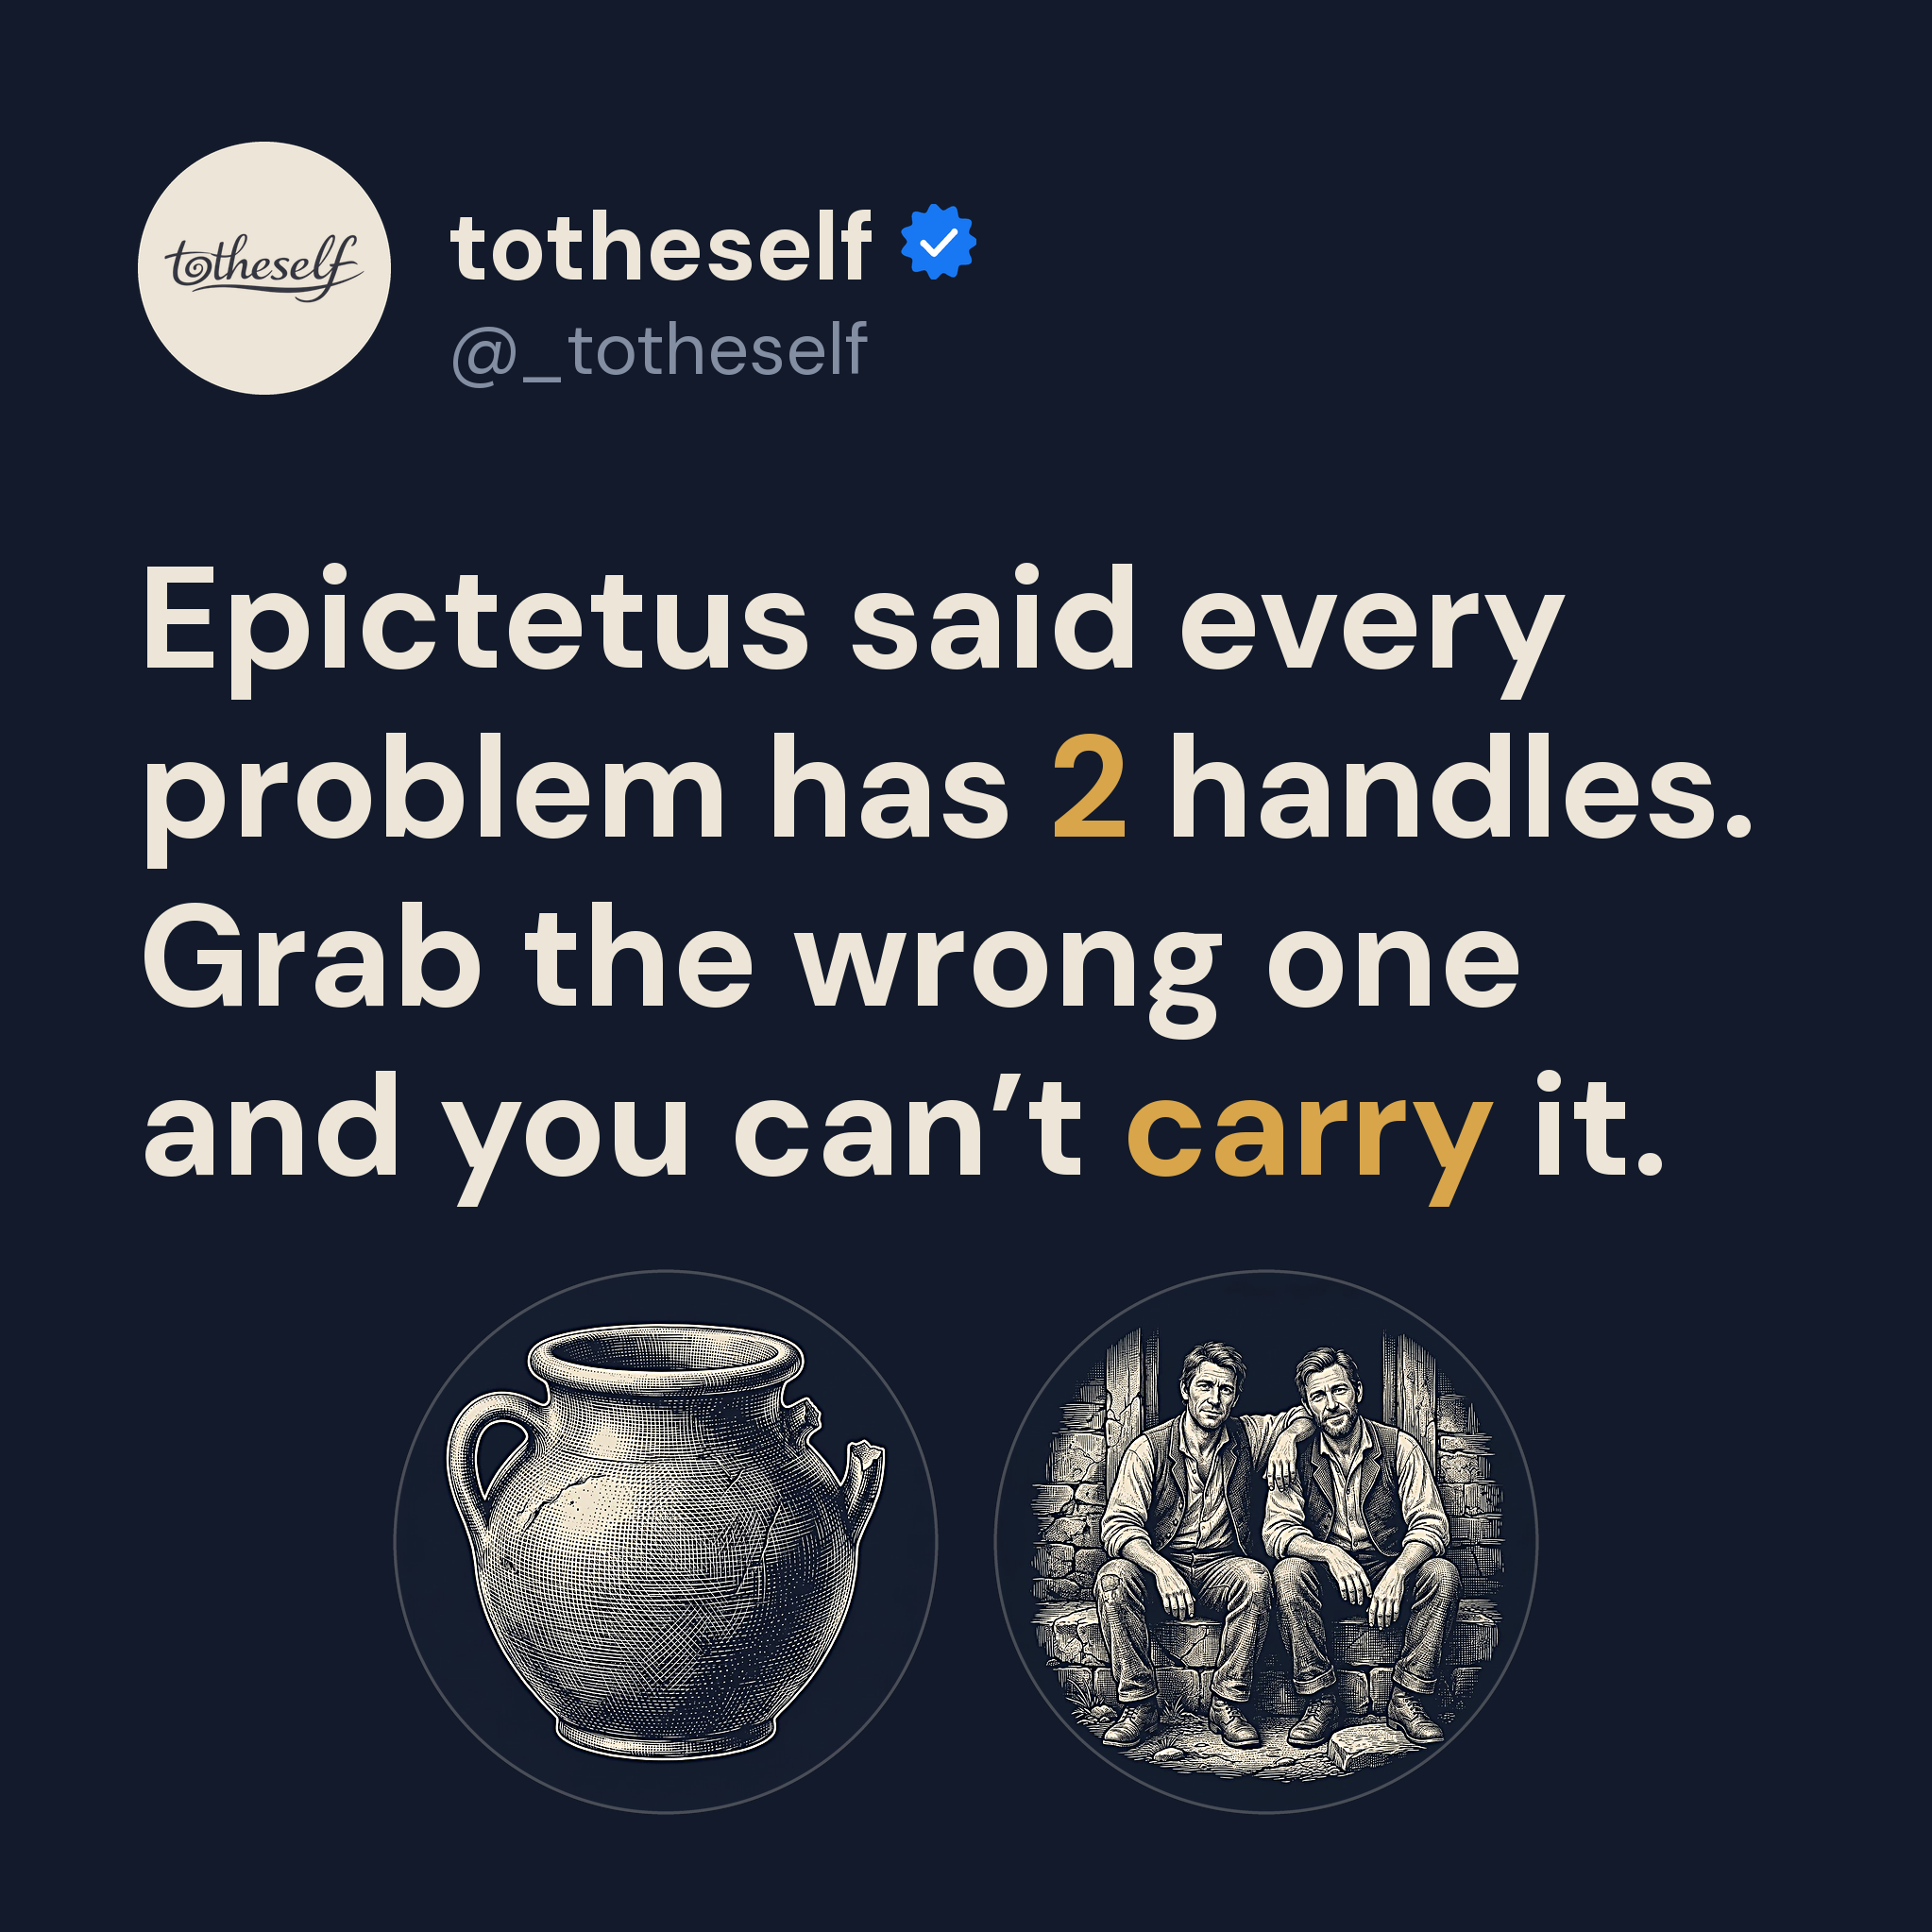 totheself
totheself
@_totheself
Epictetus said every
problem has 2 handles.
Grab the wrong one
and you can’t carry it.